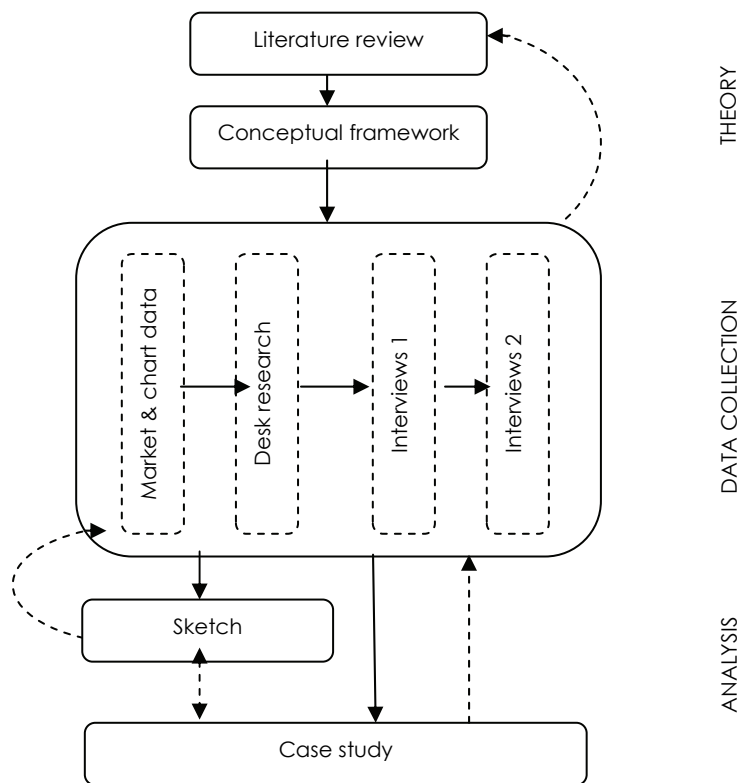 Literature review
THEORY
Conceptual framework
Market & chart data
Desk research
Interviews 1
Interviews 2
DATA COLLECTION
Sketch
ANALYSIS
Case study